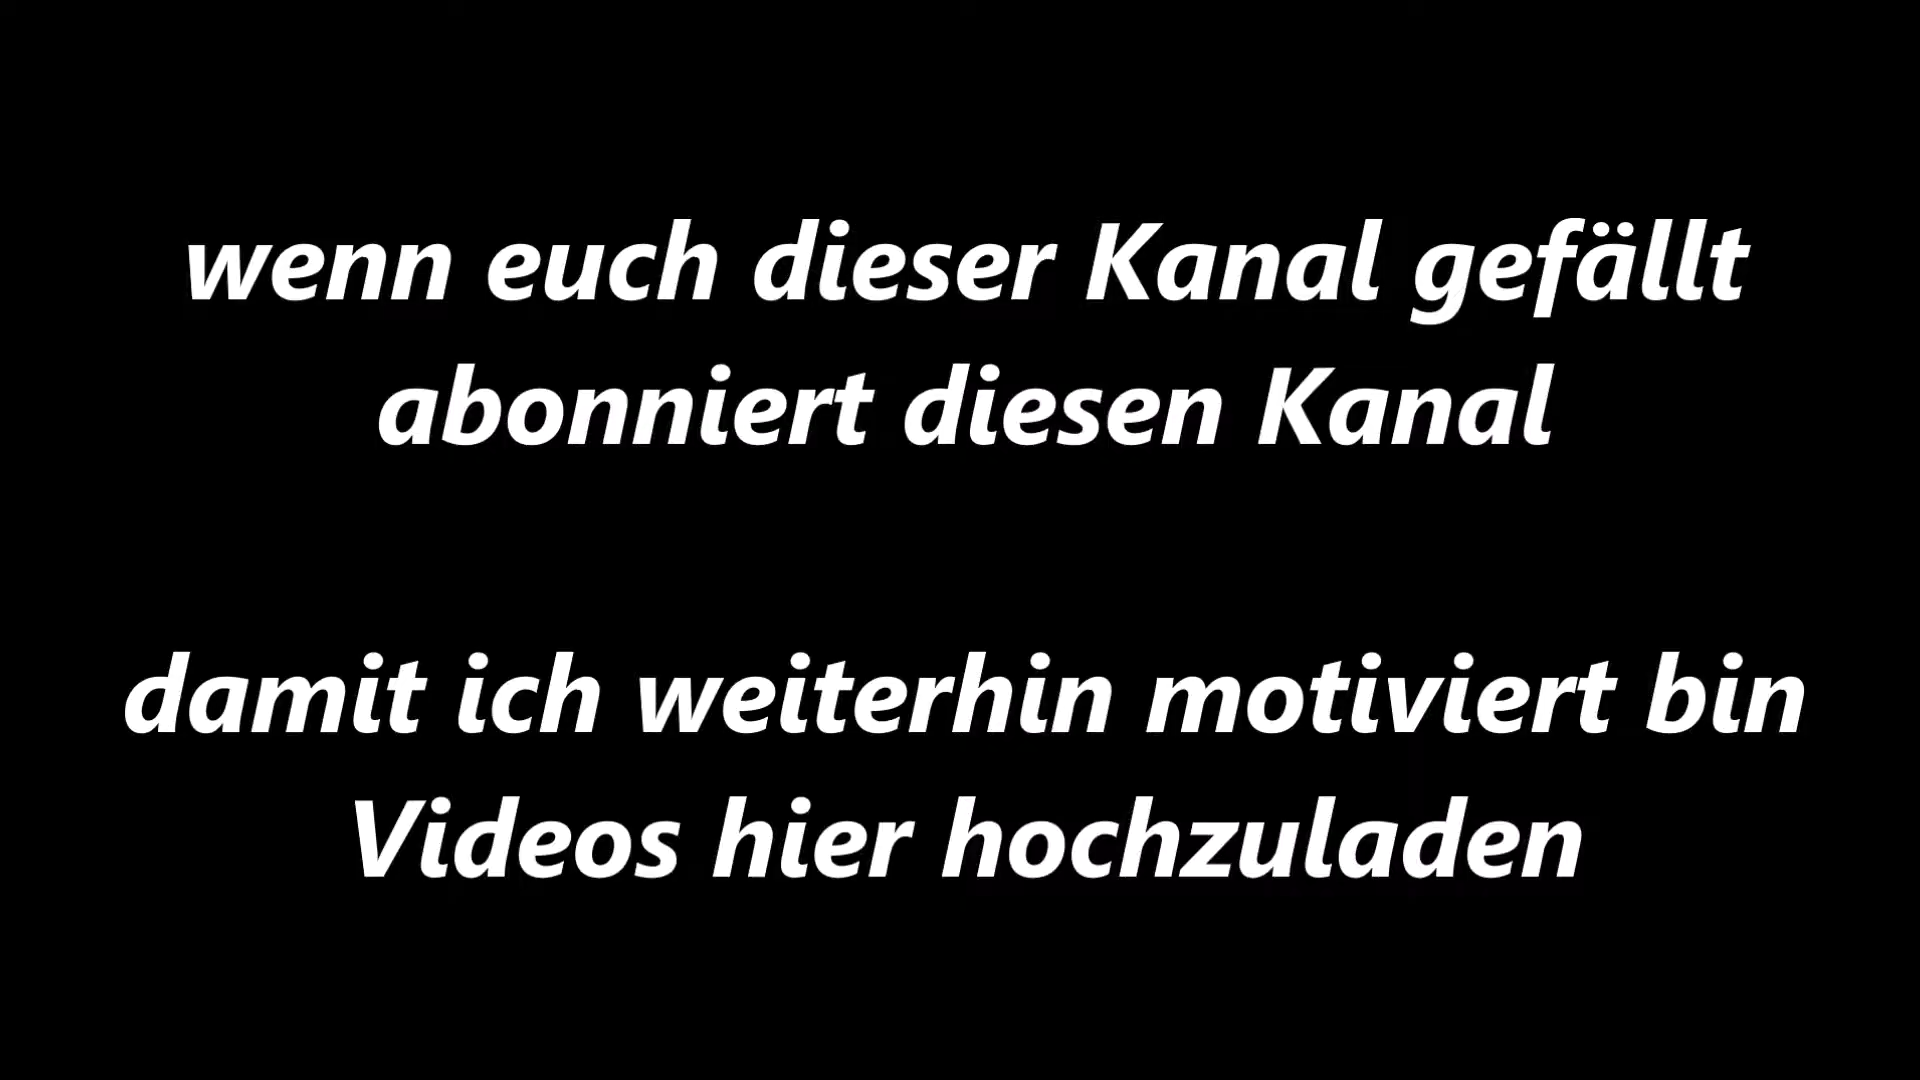 wenn euch dieser Kanal gefällt
abonniert diesen Kanal
damit ich weiterhin motiviert bin
Videos hier hochzuladen